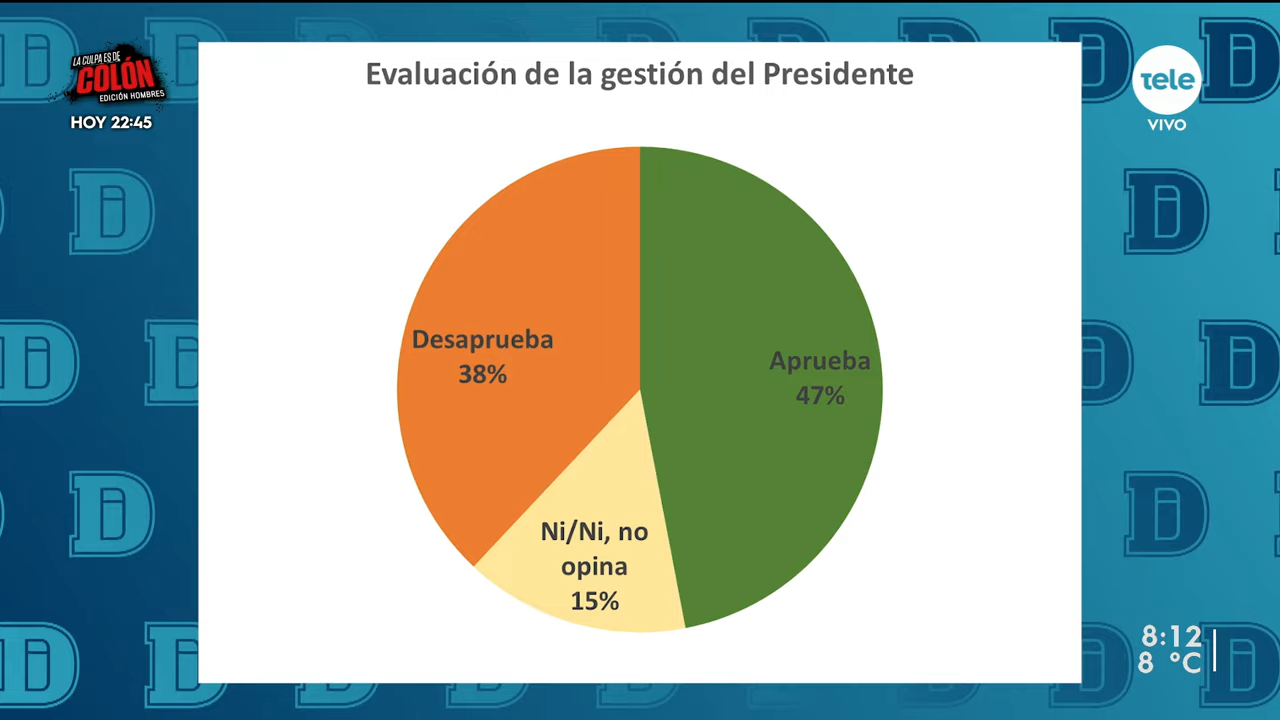 Evaluación de la gestión del Presidente
LA CULPA ES DE
COLÓN
EDICIÓN HOMBRES
HOY 22:45
tele
VIVO
Desaprueba
38%
Aprueba
47%
Ni/Ni, no
opina
15%
8:12
8 °C